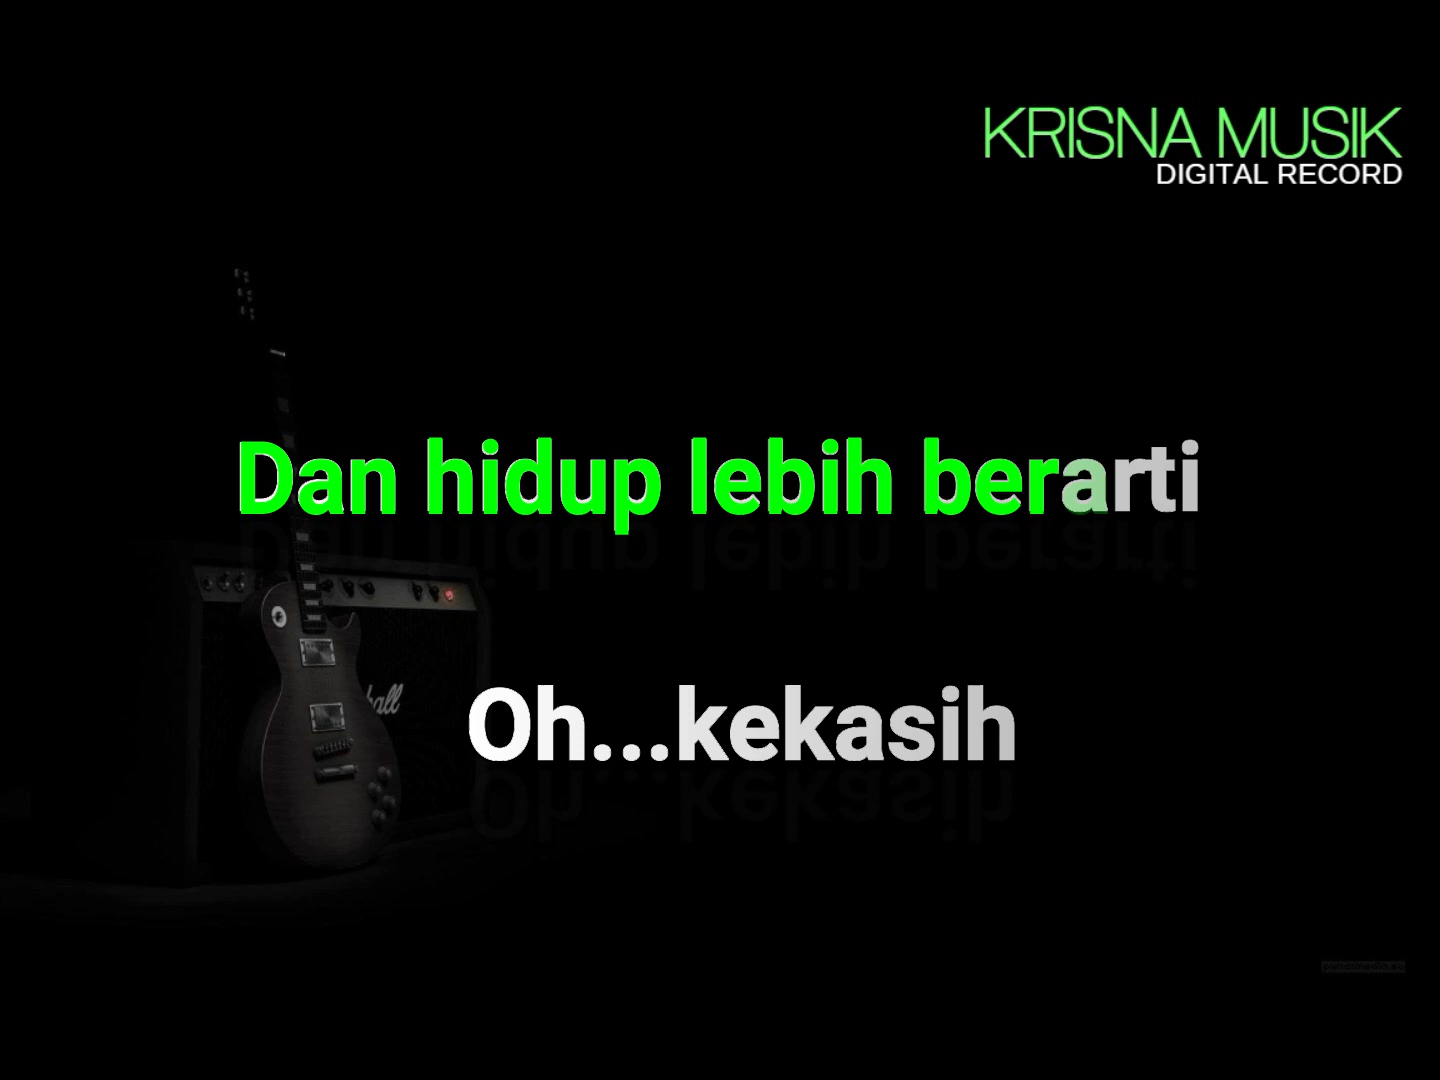 KRISNA MUSIK
DIGITAL RECORD
Dan hidup lebih berarti
Oh...kekasih